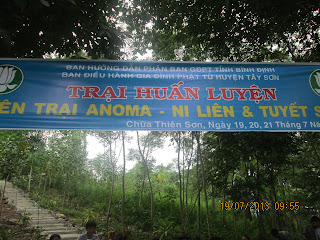 BAN HƯỚNG DẪN PHÂN BAN GĐPT TỈNH BÌNH ĐỊNH
BAN ĐIỀU HÀNH GIA ĐÌNH PHẬT TỬ HUYỆN TÂY SƠN
TRẠI HUẤN LUYỆN
ÊN TRẠI ANOMA - NI LIÊN & TUYẾT S
Chùa Thiên Sơn, Ngày 19, 20, 21 Tháng 7 N
19/07/2013 09:55